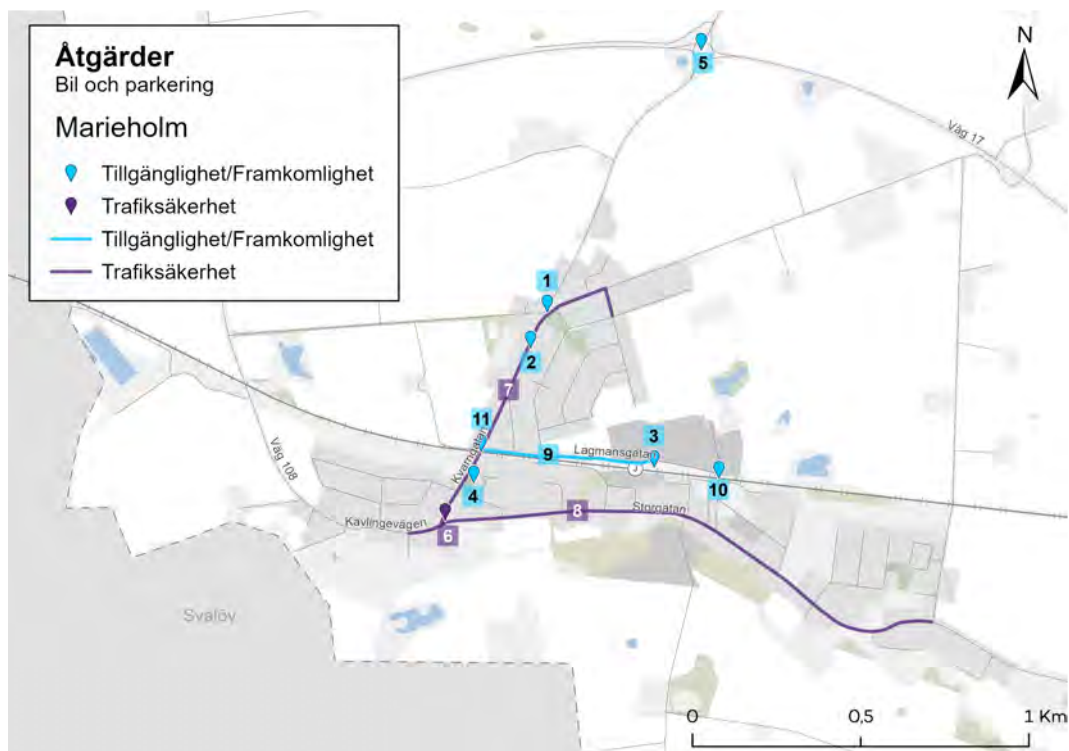 Åtgärder
Bil och parkering
Marieholm
Tillgänglighet/Framkomlighet
Trafiksäkerhet
Tillgänglighet/Framkomlighet
Trafiksäkerhet
N
5
Väg 17
1
2
7
11
Kvarngatan
9
Lagmansgatan
3
10
4
Väg 108
Kävlingevägen
6
8
Storgatan
Svalöv
0
0,5
1 Km